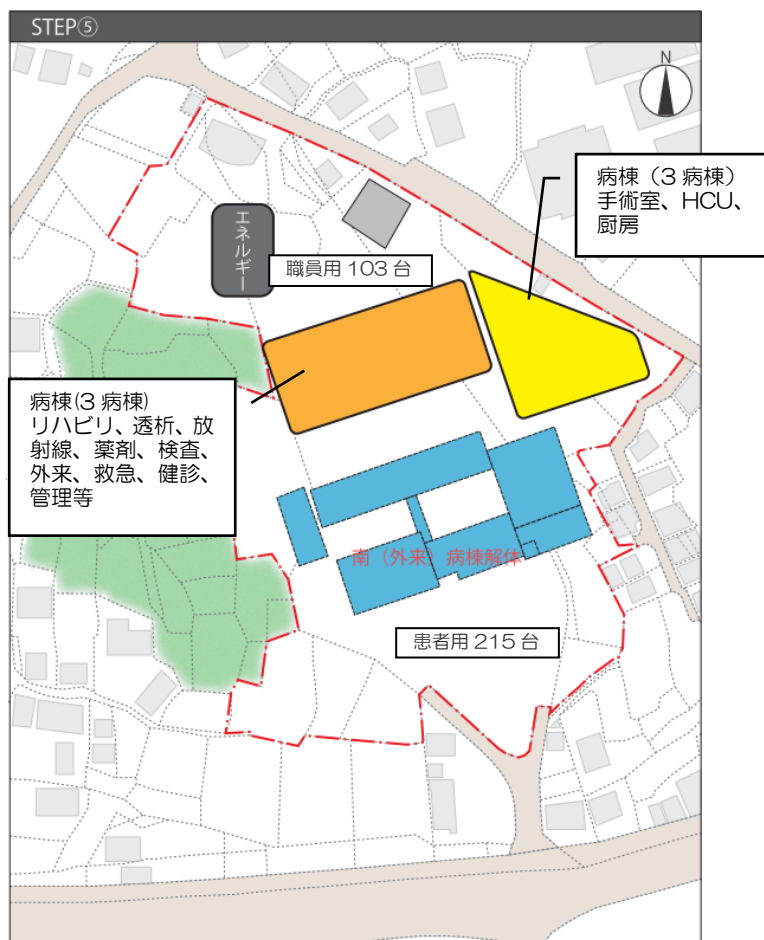 STEP⑤
N
病棟（3 病棟）
手術室、HCU、
厨房
エネルギー
職員用 103 台
病棟(3 病棟)
リハビリ、透析、放
射線、薬剤、検査、
外来、救急、健診、
管理等
南（外来）病棟解体
患者用 215 台